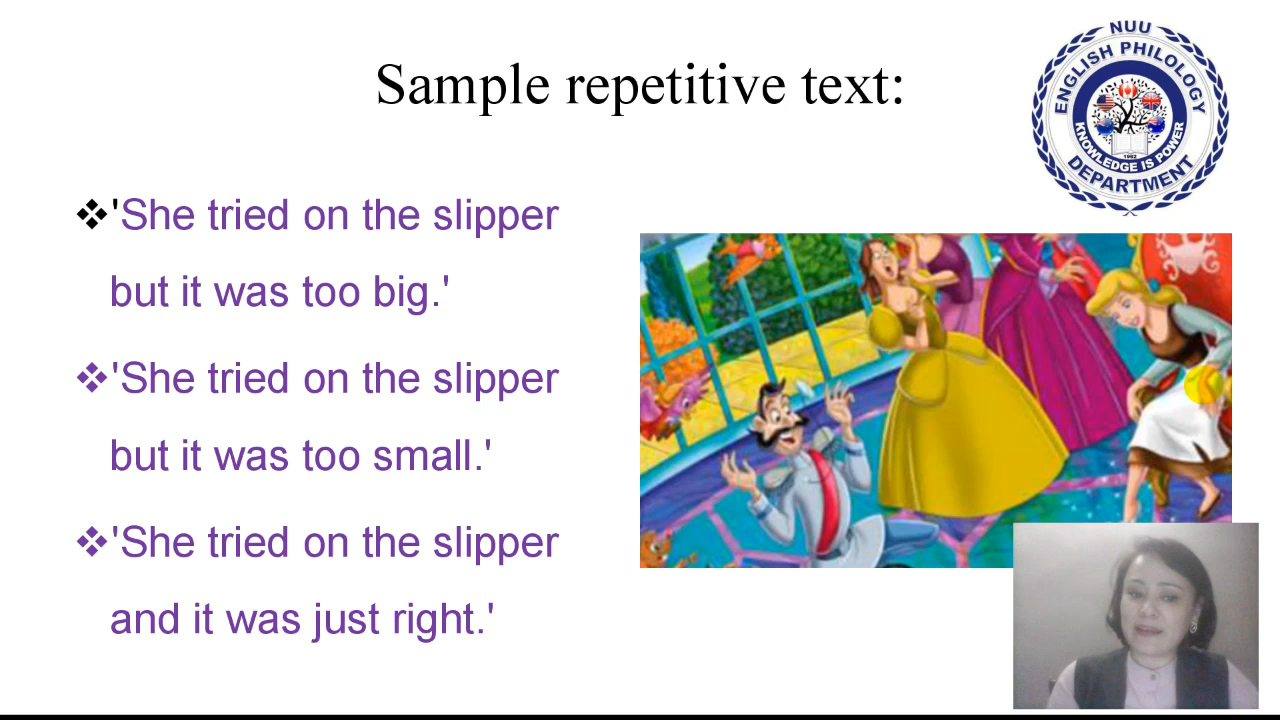 Sample repetitive text:
NUU
ENGLISH PHILOLOGY
KNOWLEDGE IS POWER
1962
DEPARTMENT
❖'She tried on the slipper
but it was too big.'
❖'She tried on the slipper
but it was too small.'
❖'She tried on the slipper
and it was just right.'